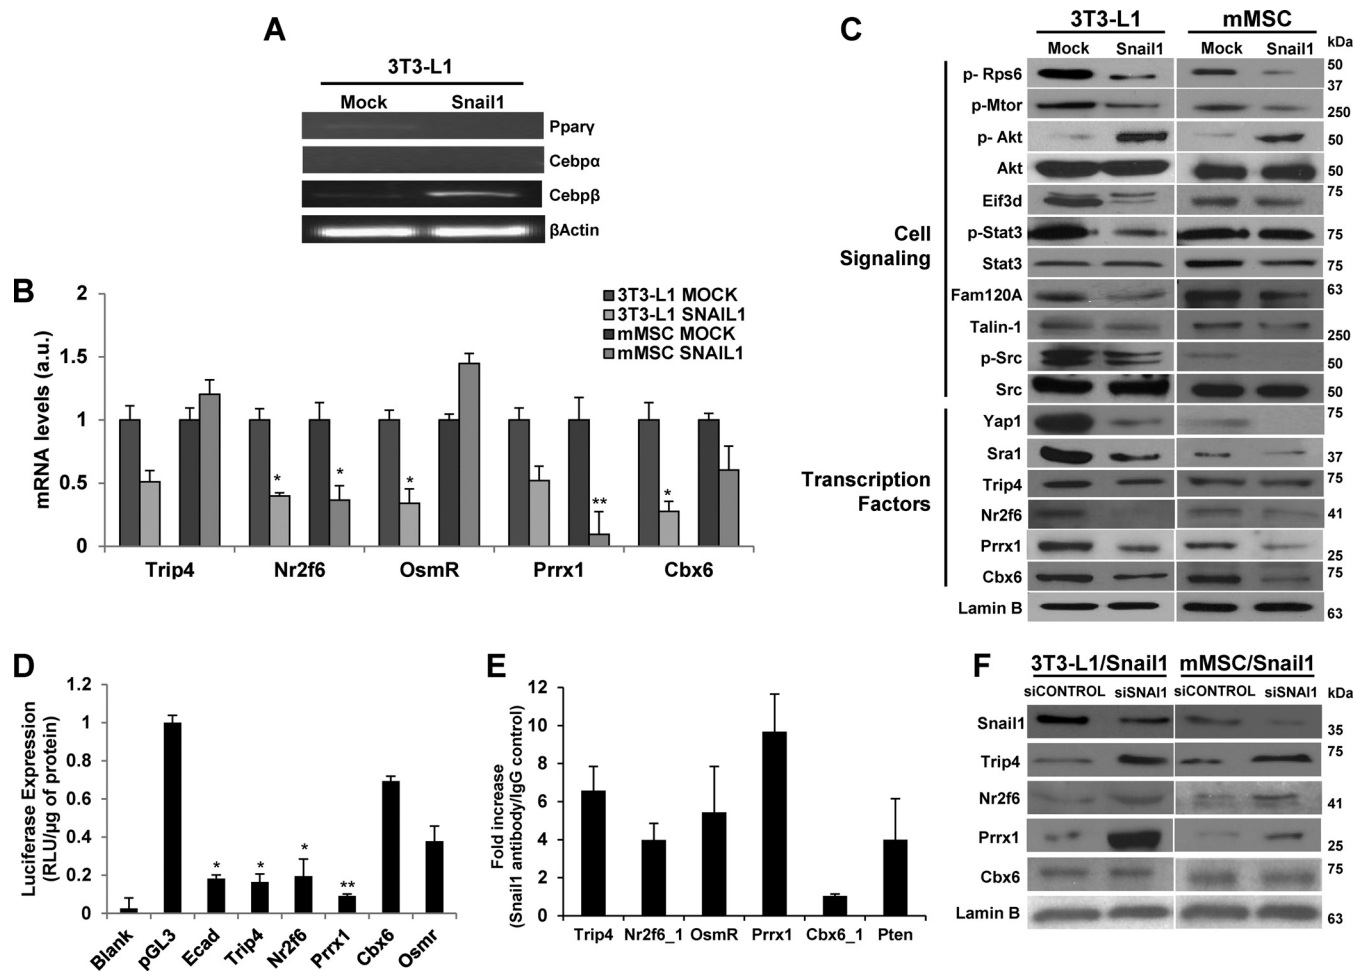 A
3T3-L1
Mock Snail1
Pparγ
Cebpα
Cebpβ
βActin
B
mRNA levels (a.u.)
2
1.5
1
0.5
0
3T3-L1 MOCK
3T3-L1 SNAIL1
mMSC MOCK
mMSC SNAIL1
* * * ** *
Trip4 Nr2f6 OsmR Prrx1 Cbx6
C
3T3-L1 mMSC
Mock Snail1 Mock Snail1 kDa
Cell
Signaling
p- Rps6 50
37
p-Mtor 250
p- Akt 50
Akt 50
Eif3d 75
p-Stat3 75
Stat3 75
Fam120A 63
Talin-1 250
p-Src
Src 50
Transcription
Factors
Yap1 75
Sra1 37
Trip4 75
Nr2f6 41
Prrx1 25
Cbx6 75
Lamin B 63
D
Luciferase Expression
(RLU/µg of protein)
1.2
1
0.8
0.6
0.4
0.2
0
* * * **
Blank pGL3 Ecad Trip4 Nr2f6 Prrx1 Cbx6 Osmr
E
Fold increase
(Snail1 antibody/IgG control)
12
10
8
6
4
2
0
Trip4 Nr2f6_1 OsmR Prrx1 Cbx6_1 Pten
F
3T3-L1/Snail1 mMSC/Snail1
siCONTROL siSNAI1 siCONTROL siSNAI1 kDa
Snail1 35
Trip4 75
Nr2f6 41
Prrx1 25
Cbx6 75
Lamin B 63